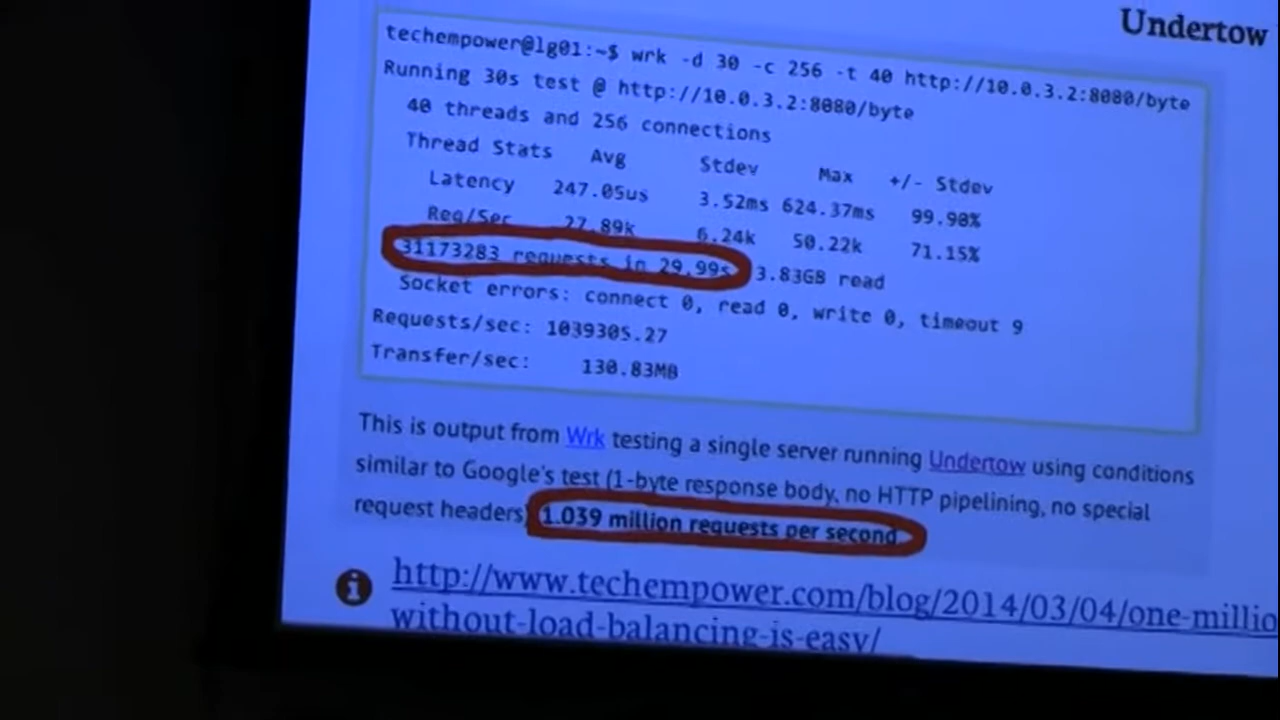 Undertow
techempower@lg01:~$ wrk -d 30 -c 256 -t 40 http://10.0.3.2:8080/byte
Running 30s test @ http://10.0.3.2:8080/byte
40 threads and 256 connections
Thread Stats Avg Stdev Max +/- Stdev
Latency 247.05us 3.52ms 624.37ms 99.90%
Req/Sec 27.89k 6.24k 50.22k 71.15%
31173283 requests in 29.99s, 3.83GB read
Socket errors: connect 0, read 0, write 0, timeout 9
Requests/sec: 1039305.27
Transfer/sec: 130.83MB
This is output from Wrk testing a single server running Undertow using conditions
similar to Google's test (1-byte response body, no HTTP pipelining, no special
request headers) 1.039 million requests per second.
http://www.techempower.com/blog/2014/03/04/one-millio
without-load-balancing-is-easy/